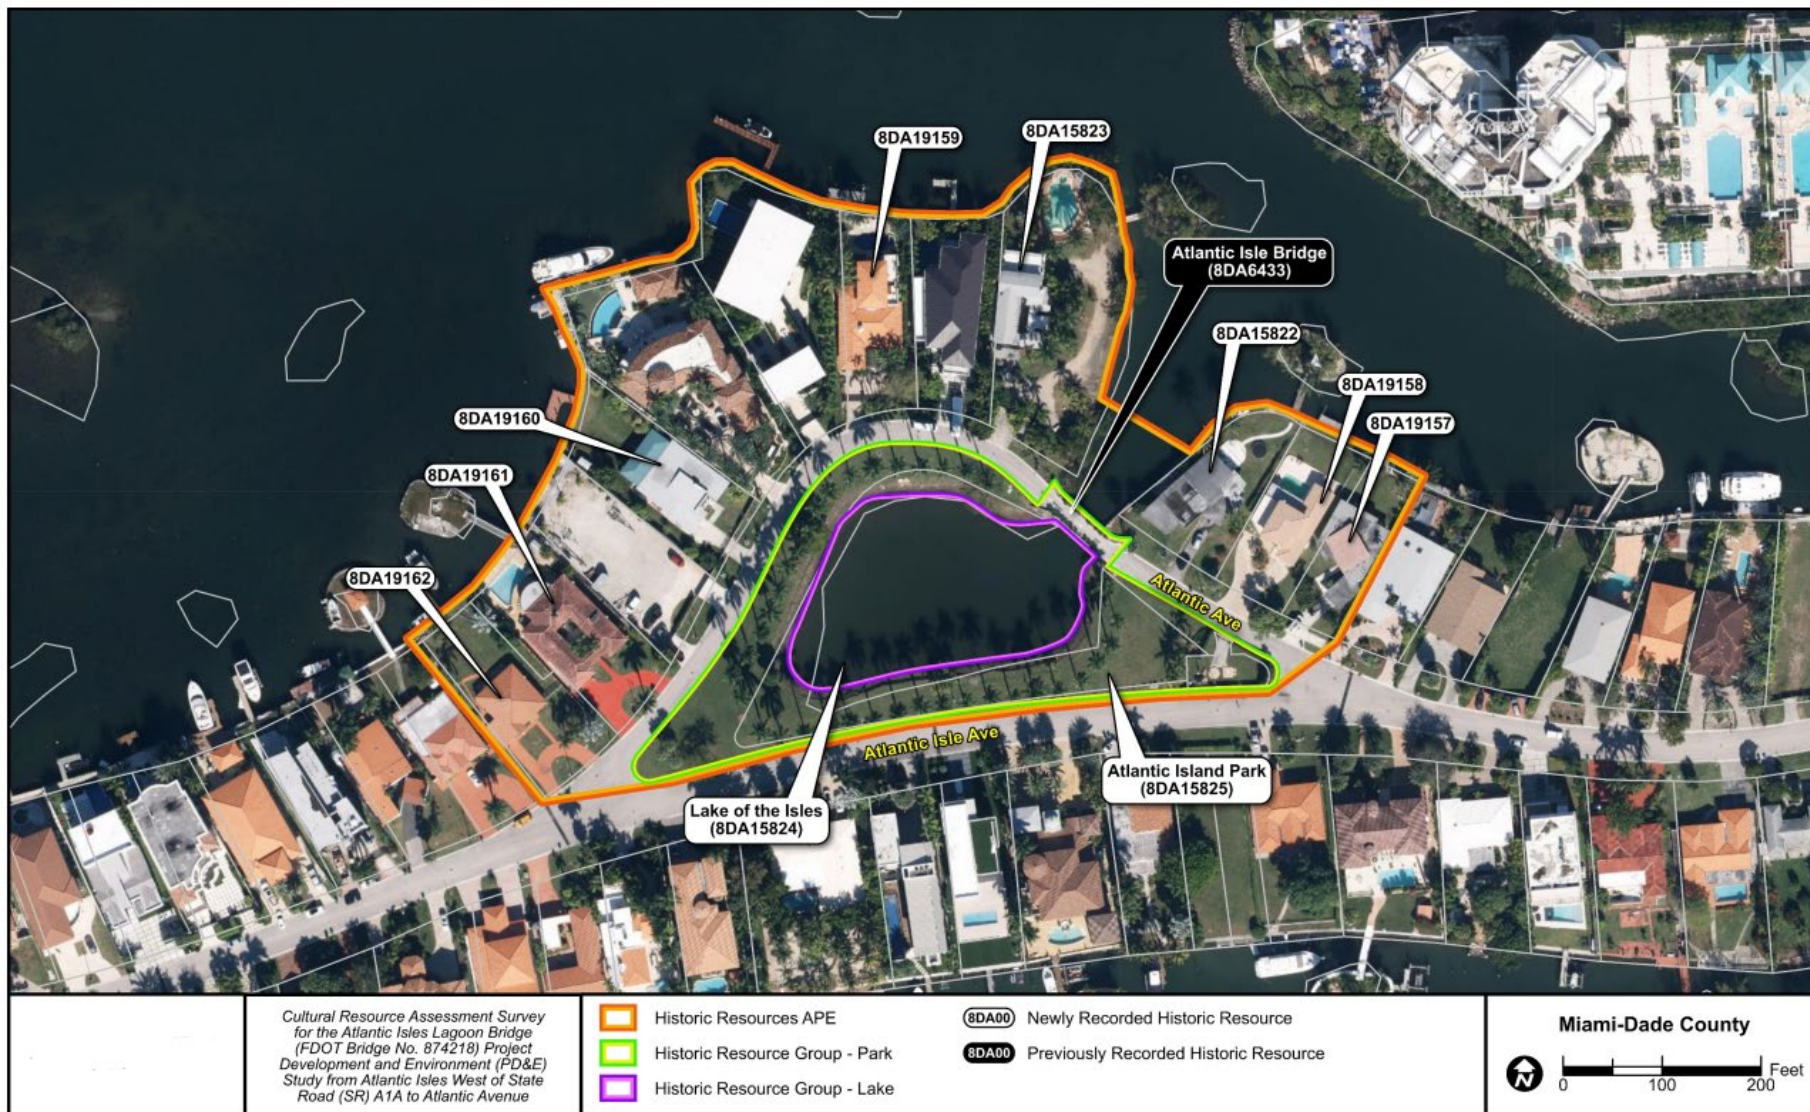 8DA19159
8DA15823
Atlantic Isle Bridge
(8DA6433)
8DA15822
8DA19158
8DA19157
8DA19160
8DA19161
8DA19162
Atlantic Ave
Atlantic Isle Ave
Lake of the Isles
(8DA15824)
Atlantic Island Park
(8DA15825)
Cultural Resource Assessment Survey
for the Atlantic Isles Lagoon Bridge
(FDOT Bridge No. 874218) Project
Development and Environment (PD&E)
Study from Atlantic Isles West of State
Road (SR) A1A to Atlantic Avenue
Historic Resources APE
Historic Resource Group - Park
Historic Resource Group - Lake
8DA00 Newly Recorded Historic Resource
8DA00 Previously Recorded Historic Resource
Miami-Dade County
N
0 100 200 Feet